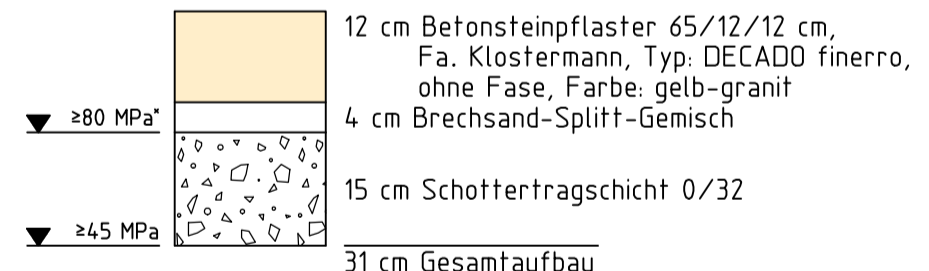 12 cm Betonsteinpflaster 65/12/12 cm,
Fa. Klostermann, Typ: DECADO finerro,
ohne Fase, Farbe: gelb-granit
≥80 MPa*
4 cm Brechsand-Splitt-Gemisch
15 cm Schottertragschicht 0/32
≥45 MPa
31 cm Gesamtaufbau